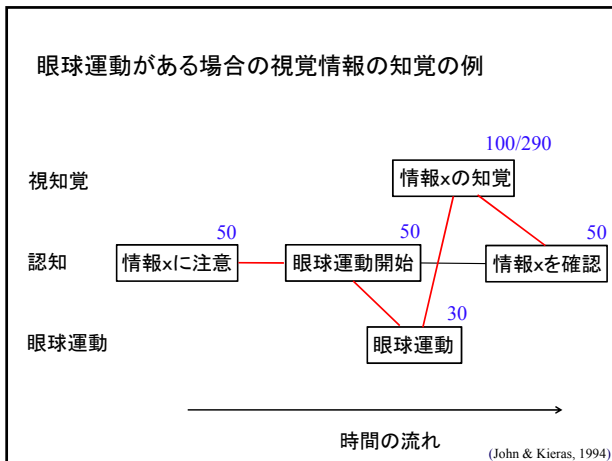 眼球運動がある場合の視覚情報の知覚の例
100/290
視知覚
情報xの知覚
50
50
50
認知
情報xに注意
眼球運動開始
情報xを確認
30
眼球運動
眼球運動
時間の流れ
(John & Kieras, 1994)